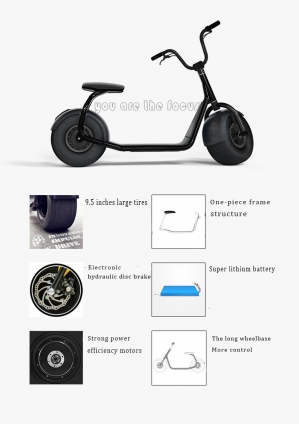 you are the focus
9.5 inches large tires
One-piece frame
structure
Electronic
hydraulic disc brake
Super lithium battery
Strong power
efficiency motors
The long wheelbase
More control